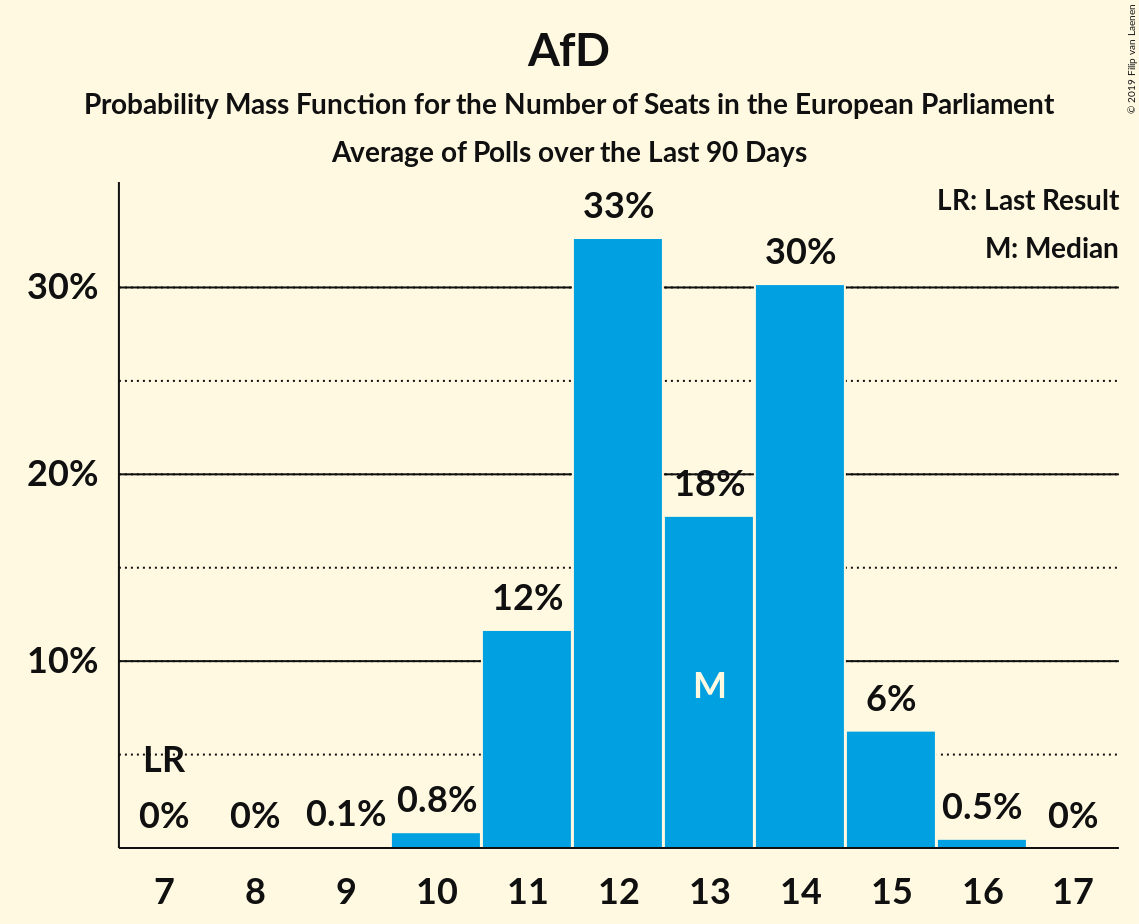 AfD
Probability Mass Function for the Number of Seats in the European Parliament
Average of Polls over the Last 90 Days
© 2019 Filip van Laenen
LR: Last Result
M: Median
30%
20%
10%
LR
0%
0%
0.1%
0.8%
12%
33%
18%
M
30%
6%
0.5%
0%
7 8 9 10 11 12 13 14 15 16 17